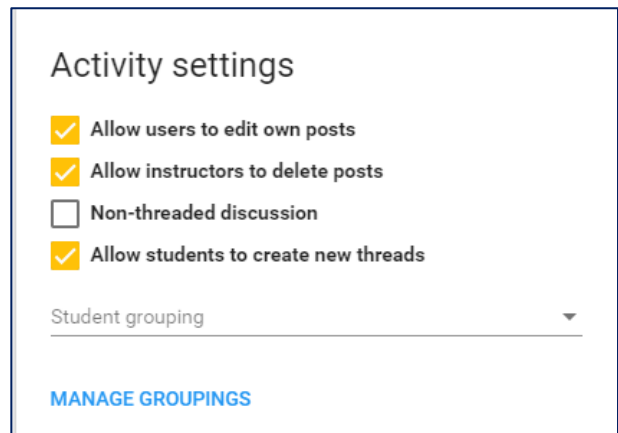 Activity settings
Allow users to edit own posts
Allow instructors to delete posts
Non-threaded discussion
Allow students to create new threads
Student grouping
MANAGE GROUPINGS